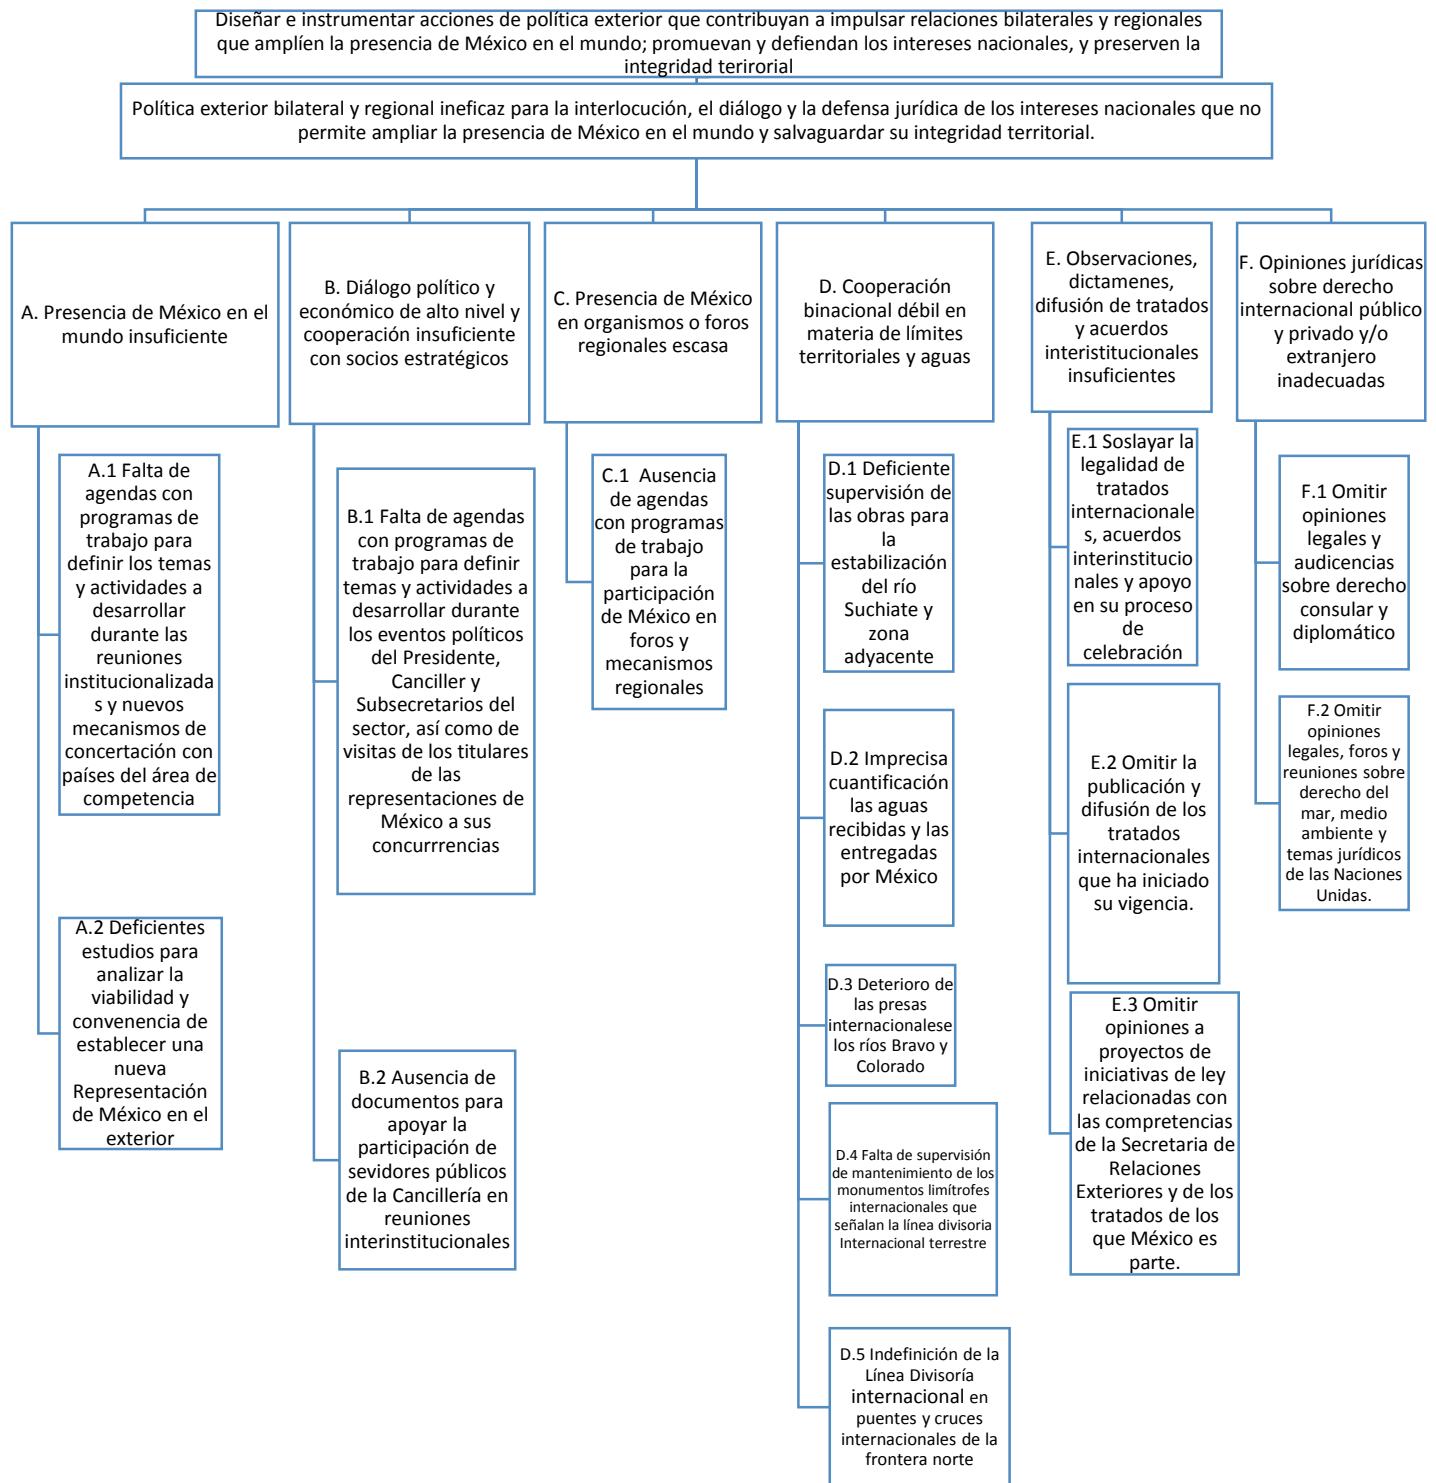 Diseñar e instrumentar acciones de política exterior que contribuyan a impulsar relaciones bilaterales y regionales
que amplíen la presencia de México en el mundo; promuevan y defiendan los intereses nacionales, y preserven la
integridad terirorial
Política exterior bilateral y regional ineficaz para la interlocución, el diálogo y la defensa jurídica de los intereses nacionales que no
permite ampliar la presencia de México en el mundo y salvaguardar su integridad territorial.
A. Presencia de México en el
mundo insuficiente
A.1 Falta de
agendas con
programas de
trabajo para
definir los temas
y actividades a
desarrollar
durante las
reuniones
institucionalizada
s y nuevos
mecanismos de
concertación con
países del área de
competencia
A.2 Deficientes
estudios para
analizar la
viabilidad y
convenencia de
establecer una
nueva
Representación
de México en el
exterior
B. Diálogo político y
económico de alto nivel y
cooperación insuficiente
con socios estratégicos
B.1 Falta de agendas
con programas de
trabajo para definir
temas y actividades a
desarrollar durante
los eventos políticos
del Presidente,
Canciller y
Subsecretarios del
sector, así como de
visitas de los titulares
de las
representaciones de
México a sus
concurrrencias
B.2 Ausencia de
documentos para
apoyar la
participación de
sevidores públicos
de la Cancillería en
reuniones
interinstitucionales
C. Presencia de México
en organismos o foros
regionales escasa
C.1 Ausencia
de agendas
con programas
de trabajo
para la
participación
de México en
foros y
mecanismos
regionales
D. Cooperación
binacional débil en
materia de límites
territoriales y aguas
D.1 Deficiente
supervisión de
las obras para
la
estabilización
del río
Suchiate y
zona
adyacente
D.2 Imprecisa
cuantificación
las aguas
recibidas y las
entregadas
por México
D.3 Deterioro de
las presas
internacionalese
los ríos Bravo y
Colorado
D.4 Falta de supervisión
de mantenimiento de los
monumentos limítrofes
internacionales que
señalan la línea divisoria
Internacional terrestre
D.5 Indefinición de la
Línea Divisoría
internacional en
puentes y cruces
internacionales de la
frontera norte
E. Observaciones,
dictamenes,
difusión de tratados
y acuerdos
interistitucionales
insuficientes
E.1 Soslayar la
legalidad de
tratados
internacionale
s, acuerdos
interinstitucio
nales y apoyo
en su proceso
de
celebración
E.2 Omitir la
publicación y
difusión de los
tratados
internacionales
que ha iniciado
su vigencia.
E.3 Omitir
opiniones a
proyectos de
iniciativas de ley
relacionadas con
las competencias
de la Secretaria de
Relaciones
Exteriores y de los
tratados de los
que México es
parte.
F. Opiniones jurídicas
sobre derecho
internacional público
y privado y/o
extranjero
inadecuadas
F.1 Omitir
opiniones
legales y
audicencias
sobre derecho
consular y
diplomático
F.2 Omitir
opiniones
legales, foros y
reuniones sobre
derecho del
mar, medio
ambiente y
temas jurídicos
de las Naciones
Unidas.